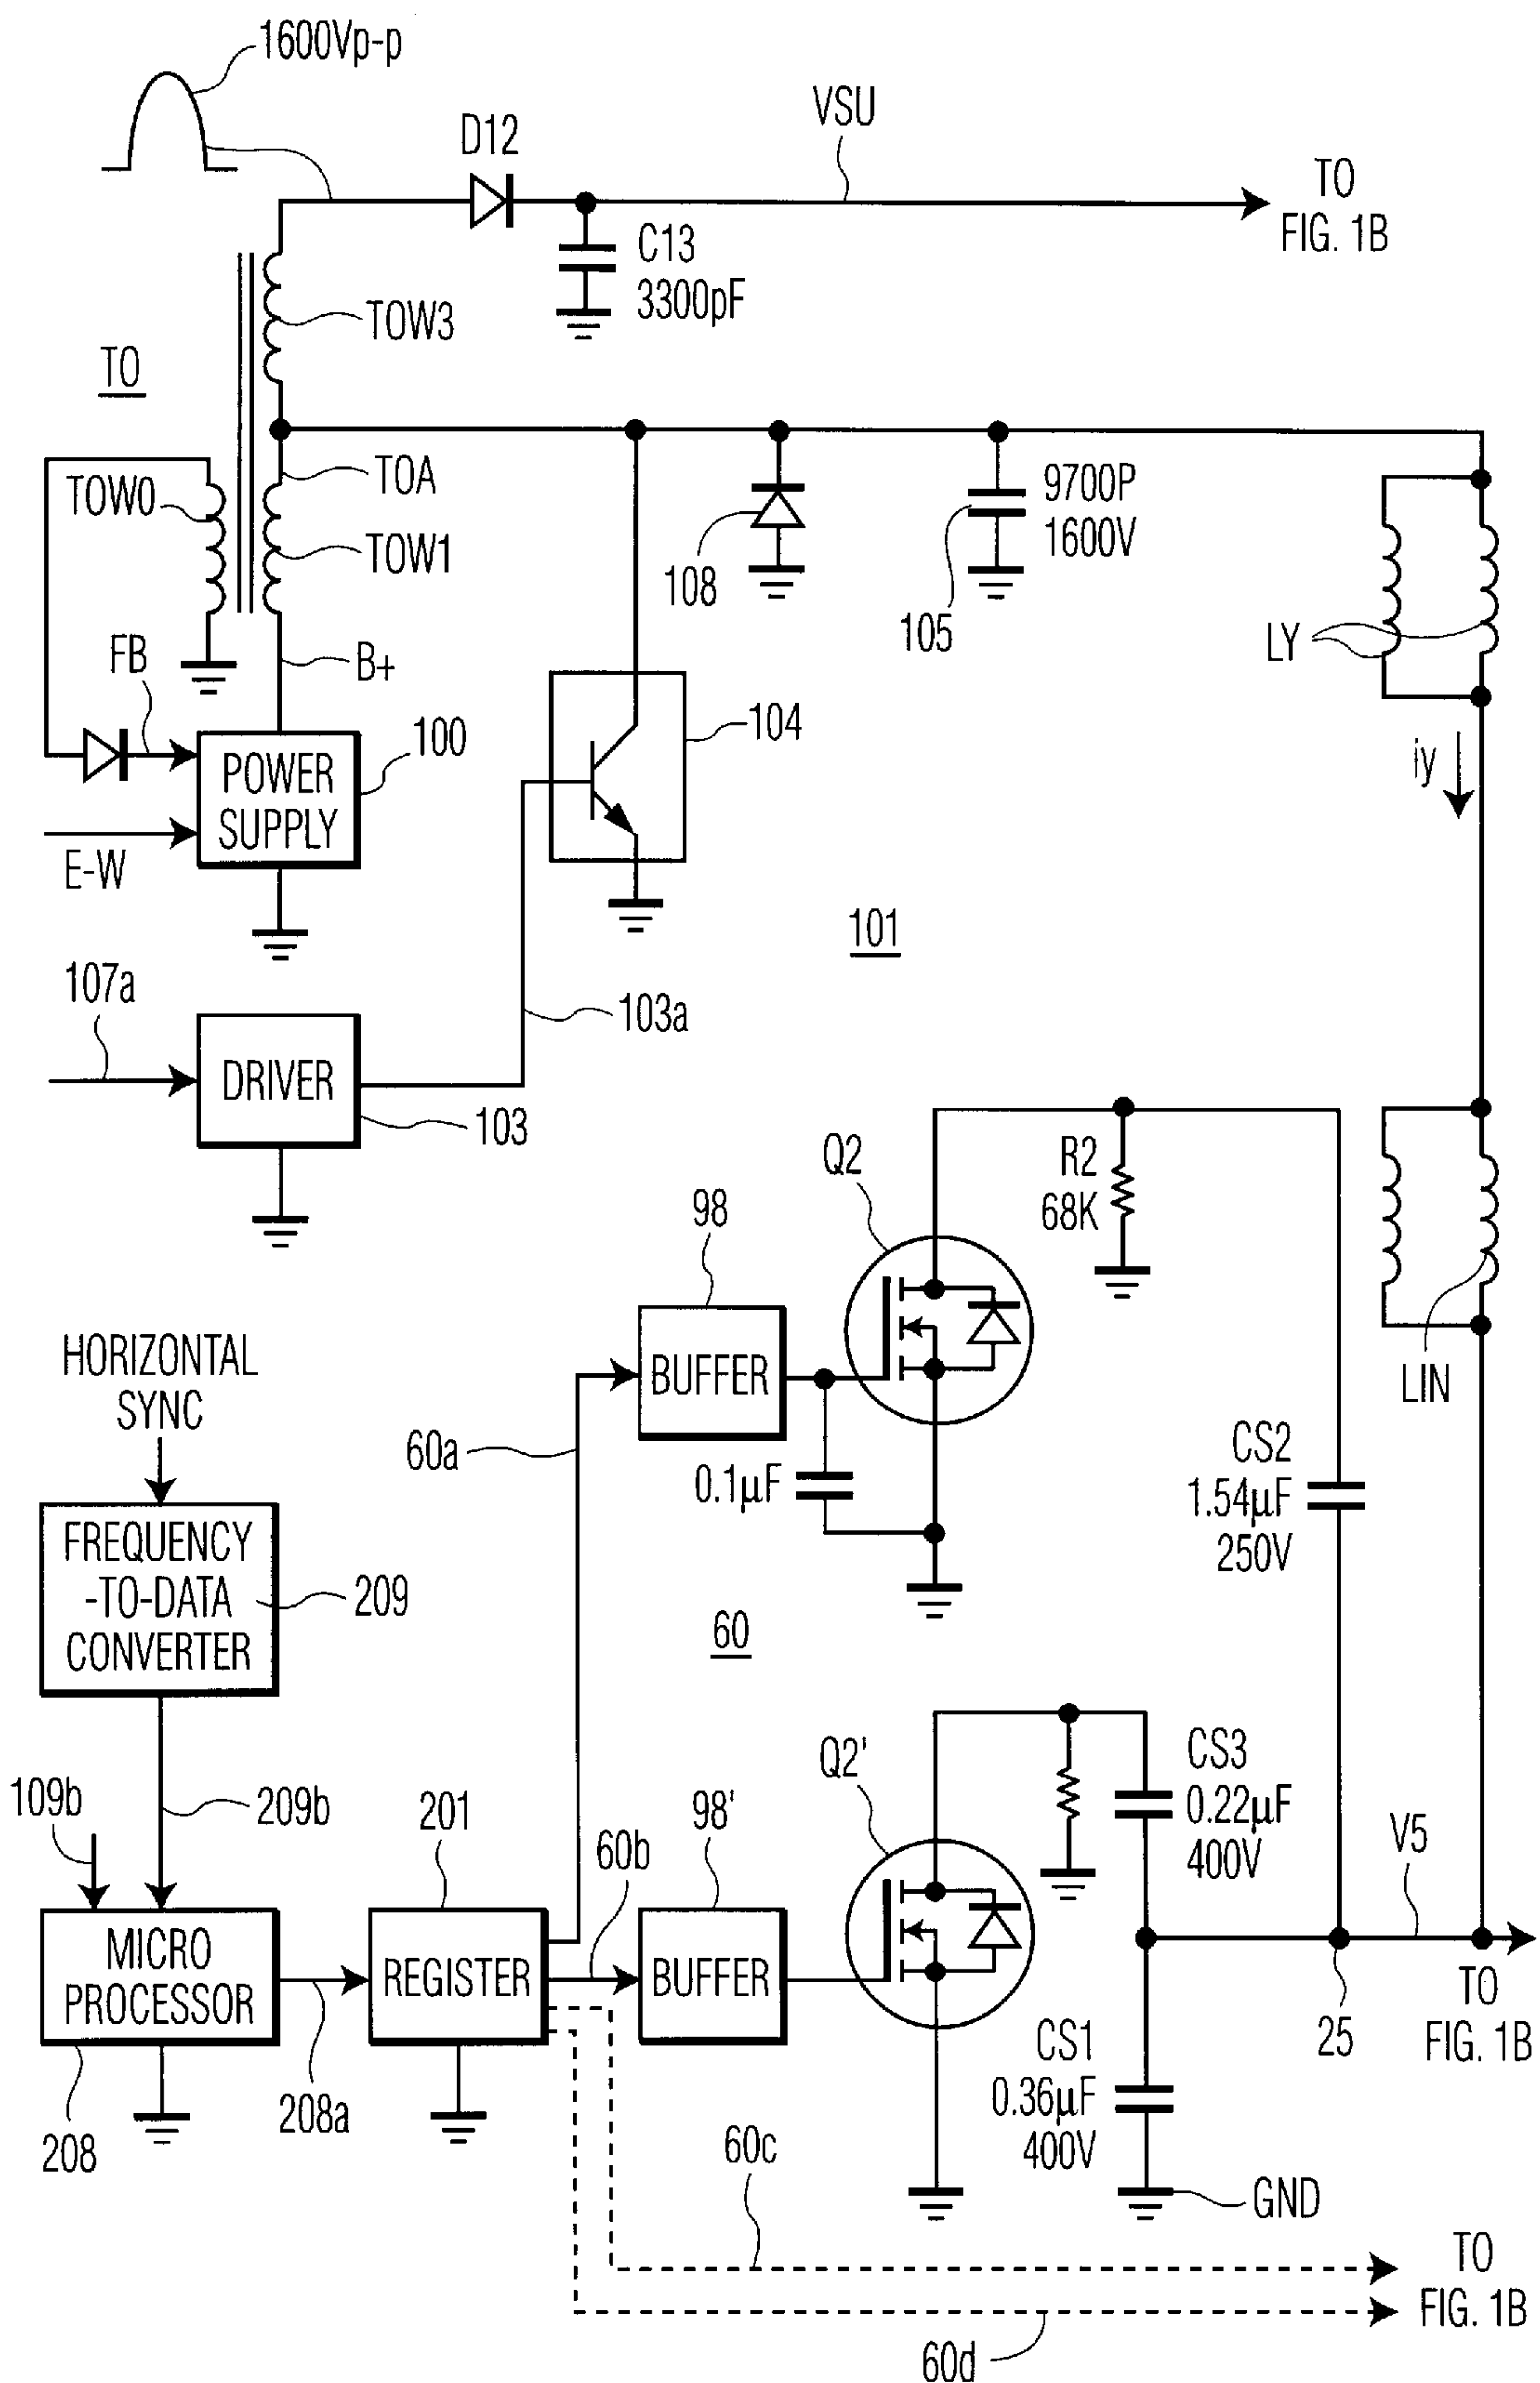 1600Vp-p
D12
VSU
TO
FIG. 1B
C13
3300pF
TOW3
TO
TOA
TOW0
TOW1
9700P
1600V
108
105
LY
FB
B+
100
104
POWER
SUPPLY
iy
E-W
101
107a
103a
DRIVER
103
Q2
R2
68K
98
HORIZONTAL
SYNC
BUFFER
LIN
60a
0.1µF
CS2
1.54µF
250V
FREQUENCY
-TO-DATA
CONVERTER
209
60
Q2'
CS3
0.22µF
400V
109b
209b
201
98'
60b
V5
MICRO
PROCESSOR
REGISTER
BUFFER
TO
FIG. 1B
25
CS1
0.36µF
400V
208a
208
60c
GND
TO
FIG. 1B
60d